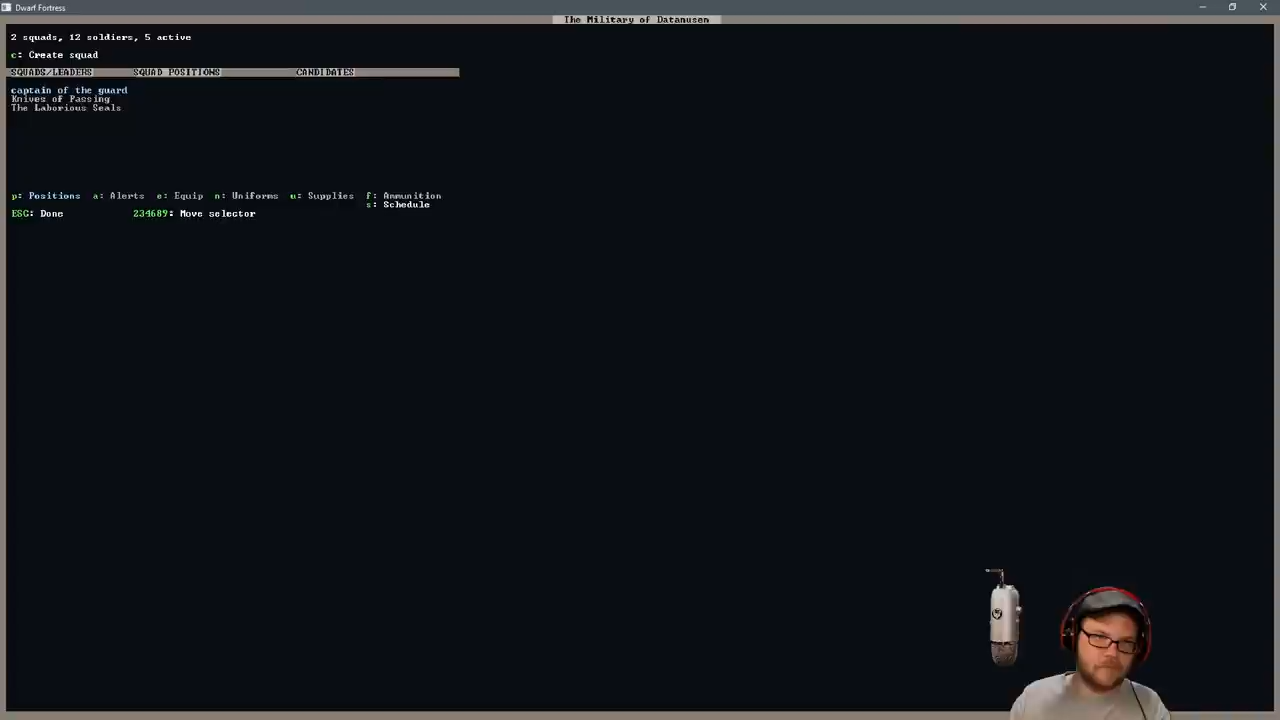 Dwarf Fortress
The Military of Datanusem
2 squads, 12 soldiers, 5 active
c: Create squad
SQUADS/LEADERS SQUAD POSITIONS CANDIDATES
captain of the guard
Knives of Passing
The Laborious Seals
p: Positions a: Alerts e: Equip n: Uniforms u: Supplies f: Ammunition
s: Schedule
ESC: Done 234689: Move selector